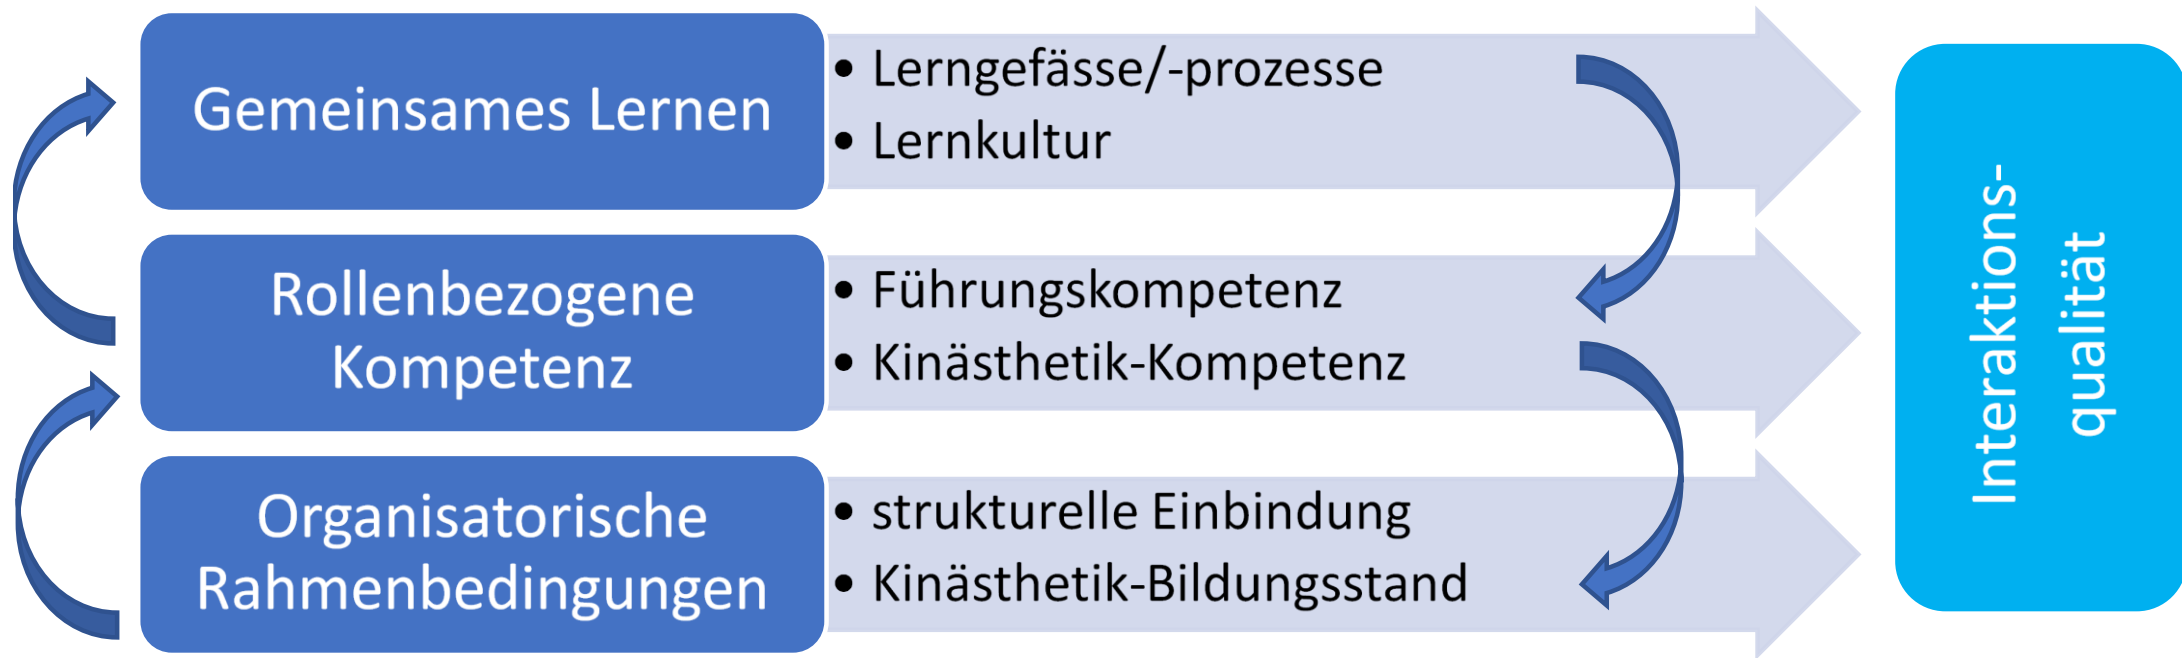 Gemeinsames Lernen
• Lerngefässe/-prozesse
• Lernkultur
Rollenbezogene
Kompetenz
• Führungskompetenz
• Kinästhetik-Kompetenz
Organisatorische
Rahmenbedingungen
• strukturelle Einbindung
• Kinästhetik-Bildungsstand
Interaktions-
qualität